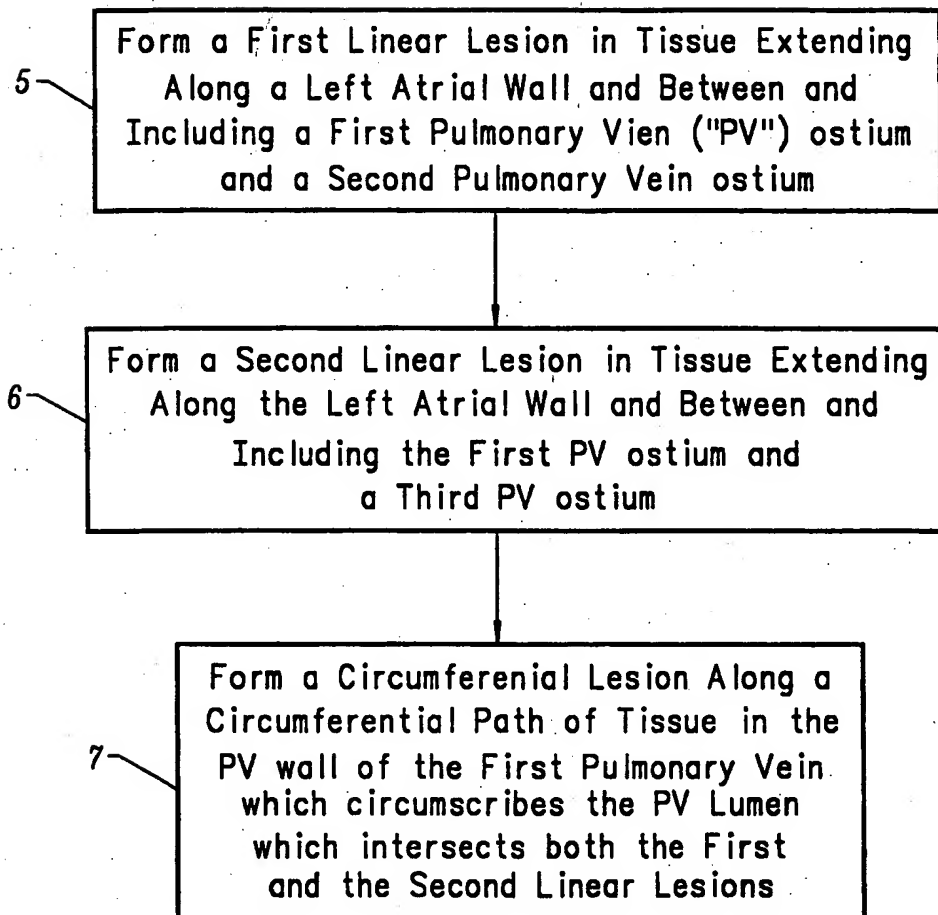 Form a First Linear Lesion in Tissue Extending
5
Along a Left Atrial Wall and Between and
Including a First Pulmonary Vien ("PV") ostium
and a Second Pulmonary Vein ostium
Form a Second Linear Lesion in Tissue Extending
6
Along the Left Atrial Wall and Between and
Including the First PV ostium and
a Third PV ostium
Form a Circumferenial Lesion Along a
Circumferential Path of Tissue in the
7
PV wall of the First Pulmonary Vein
which circumscribes the PV Lumen
which intersects both the First
and the Second Linear Lesions